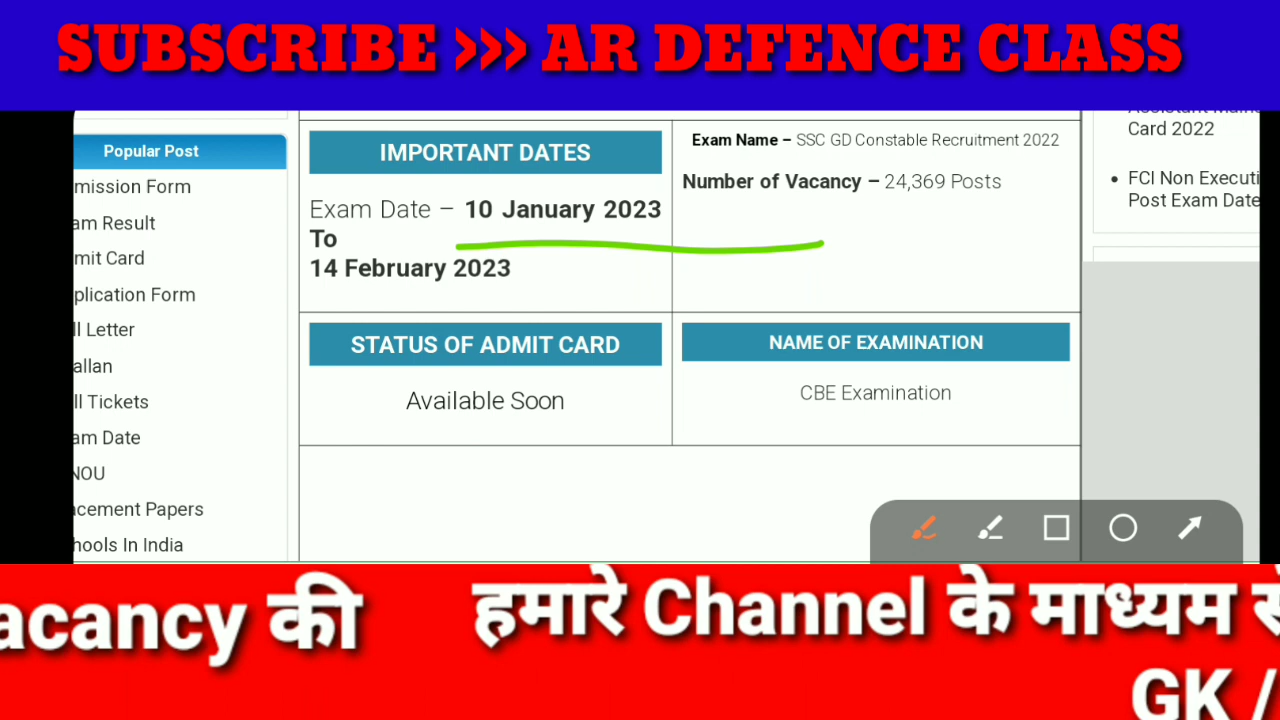 SUBSCRIBE >>> AR DEFENCE CLASS
Popular Post
mission Form
am Result
mit Card
plication Form
ll Letter
allan
ll Tickets
am Date
NOU
acement Papers
hools In India
IMPORTANT DATES
Exam Date – 10 January 2023
To
14 February 2023
Exam Name – SSC GD Constable Recruitment 2022
Number of Vacancy – 24,369 Posts
STATUS OF ADMIT CARD
Available Soon
NAME OF EXAMINATION
CBE Examination
Card 2022
• FCI Non Executi
Post Exam Date
acancy की
हमारे Channel के माध्यम से
GK /